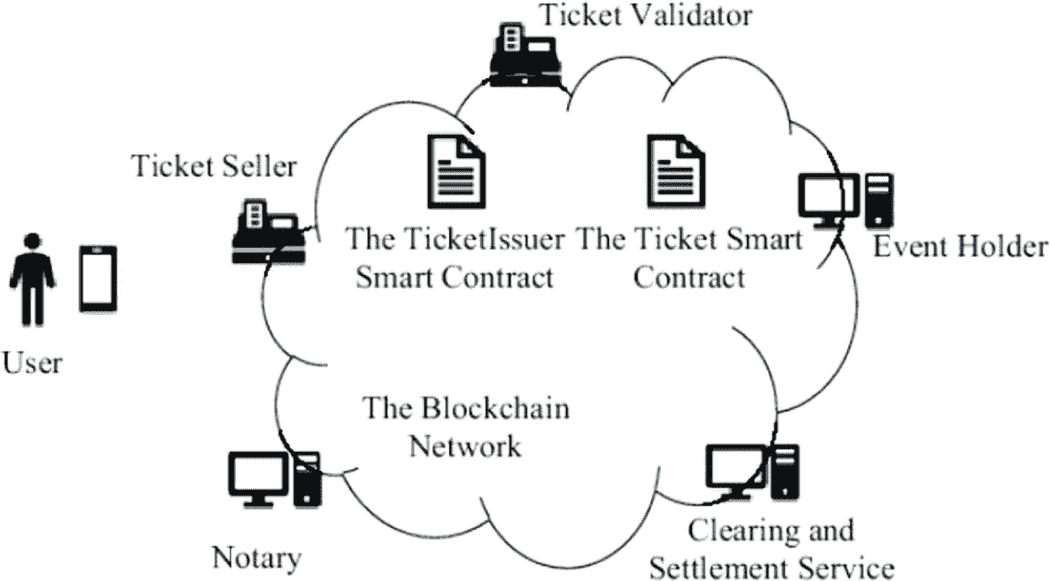 Ticket Validator
Ticket Seller
The TicketIssuer
Smart Contract
The Ticket Smart
Contract
Event Holder
User
The Blockchain
Network
Notary
Clearing and
Settlement Service